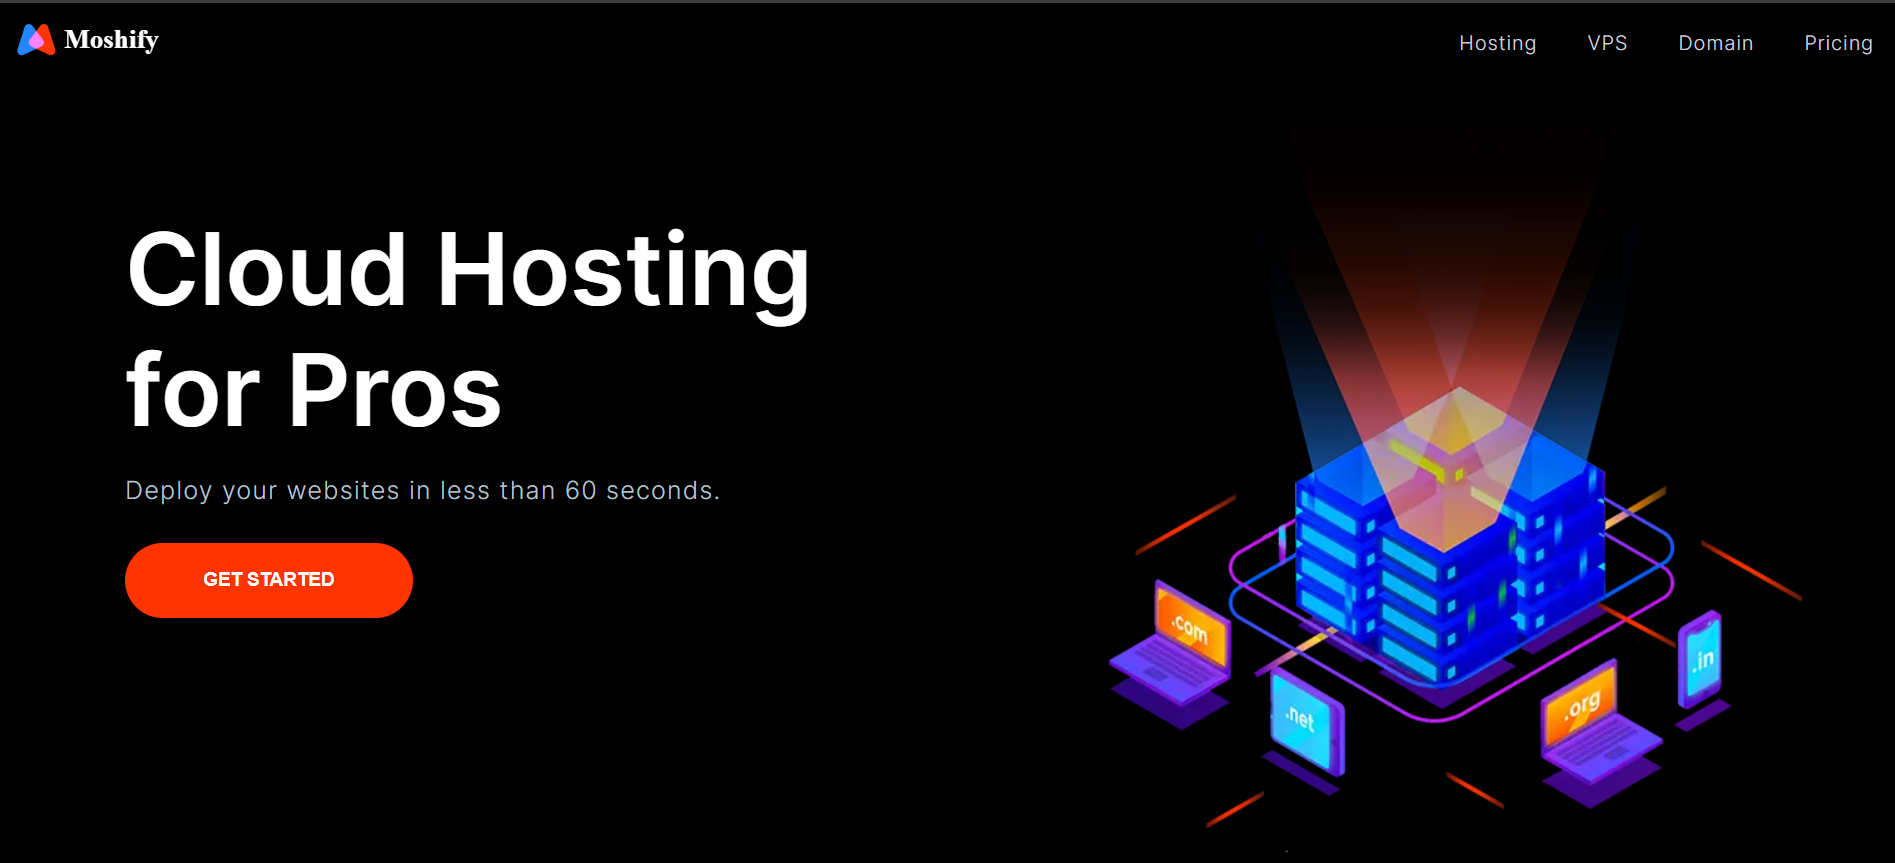 Moshify
Hosting VPS Domain Pricing
Cloud Hosting
for Pros
Deploy your websites in less than 60 seconds.
GET STARTED
.com
.net
.org
.in